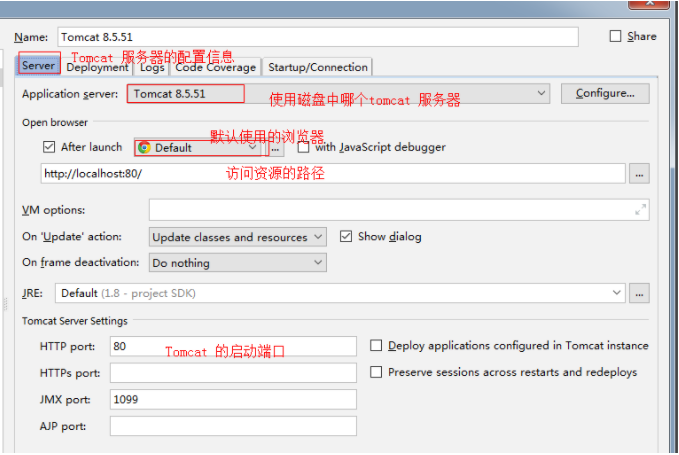 Name: Tomcat 8.5.51 Share
Tomcat 服务器的配置信息
Server Deployment Logs Code Coverage Startup/Connection
Application server: Tomcat 8.5.51 Configure...
使用磁盘中哪个tomcat 服务器
Open browser
默认使用的浏览器
After launch Default ... with JavaScript debugger
http://localhost:80/ 访问资源的路径 ...
VM options:
On 'Update' action: Update classes and resources Show dialog
On frame deactivation: Do nothing
JRE: Default (1.8 - project SDK) ...
Tomcat Server Settings
HTTP port: 80 Tomcat 的启动端口 Deploy applications configured in Tomcat instance
HTTPs port: Preserve sessions across restarts and redeploys
JMX port: 1099
AJP port: